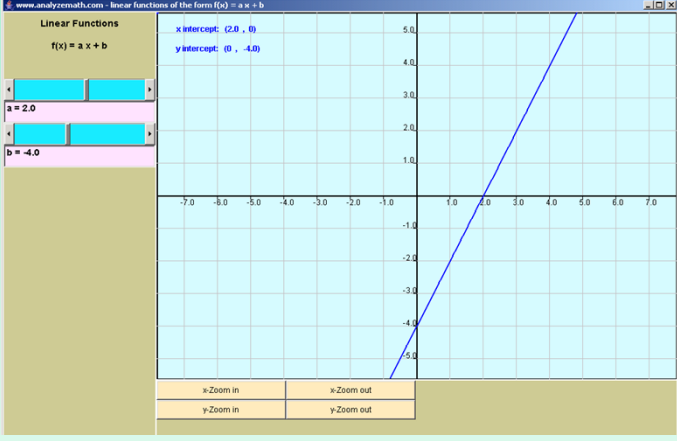 www.analyzemath.com - linear functions of the form f(x) = a x + b
Linear Functions
f(x) = a x + b
a = 2.0
b = -4.0
x intercept: (2.0 , 0)
y intercept: (0 , -4.0)
5.0
4.0
3.0
2.0
1.0
-7.0 -6.0 -5.0 -4.0 -3.0 -2.0 -1.0 1.0 2.0 3.0 4.0 5.0 6.0 7.0
-1.0
-2.0
-3.0
-4.0
-5.0
x-Zoom in x-Zoom out
y-Zoom in y-Zoom out